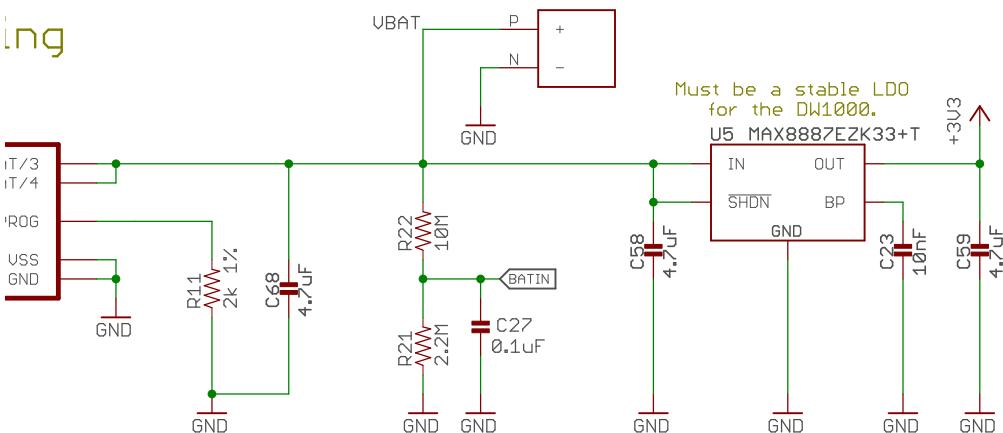 ing
VBAT
P
+
N
-
GND
Must be a stable LDO
for the DW1000.
U5 MAX8887EZK33+T
+3V3
IN
OUT
SHDN
BP
GND
T/3
T/4
PROG
VSS
GND
GND
R11
2k 1%
C68
4.7uF
R22
10M
BATIN
R21
2.2M
C27
0.1uF
C58
4.7uF
C23
10nF
C59
4.7uF
GND
GND
GND
GND
GND
GND
GND